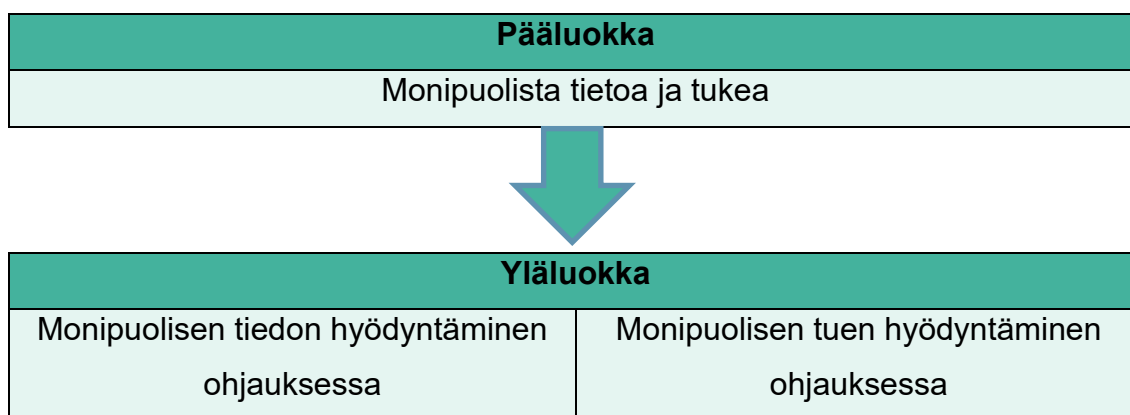 Pääluokka
Monipuolista tietoa ja tukea
Yläluokka
Monipuolisen tiedon hyödyntäminen
ohjauksessa
Monipuolisen tuen hyödyntäminen
ohjauksessa